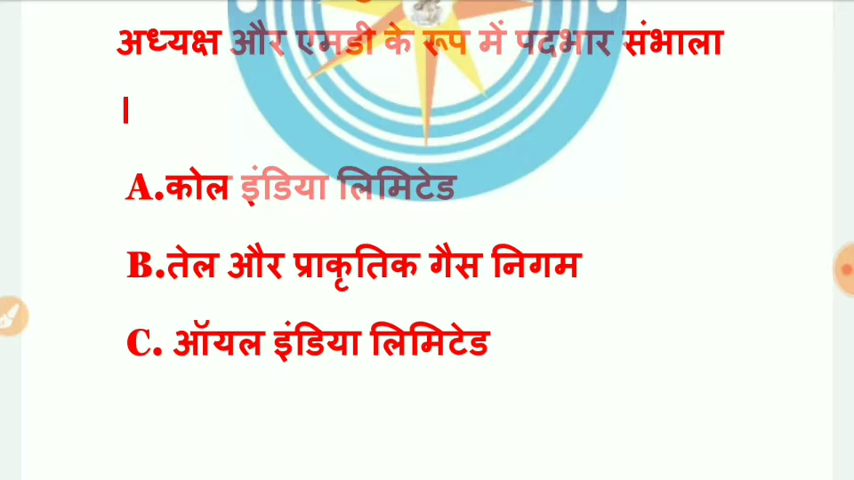 अध्यक्ष और एमडी के रूप में पदभार संभाला
|
A.कोल इंडिया लिमिटेड
B.तेल और प्राकृतिक गैस निगम
C. ऑयल इंडिया लिमिटेड